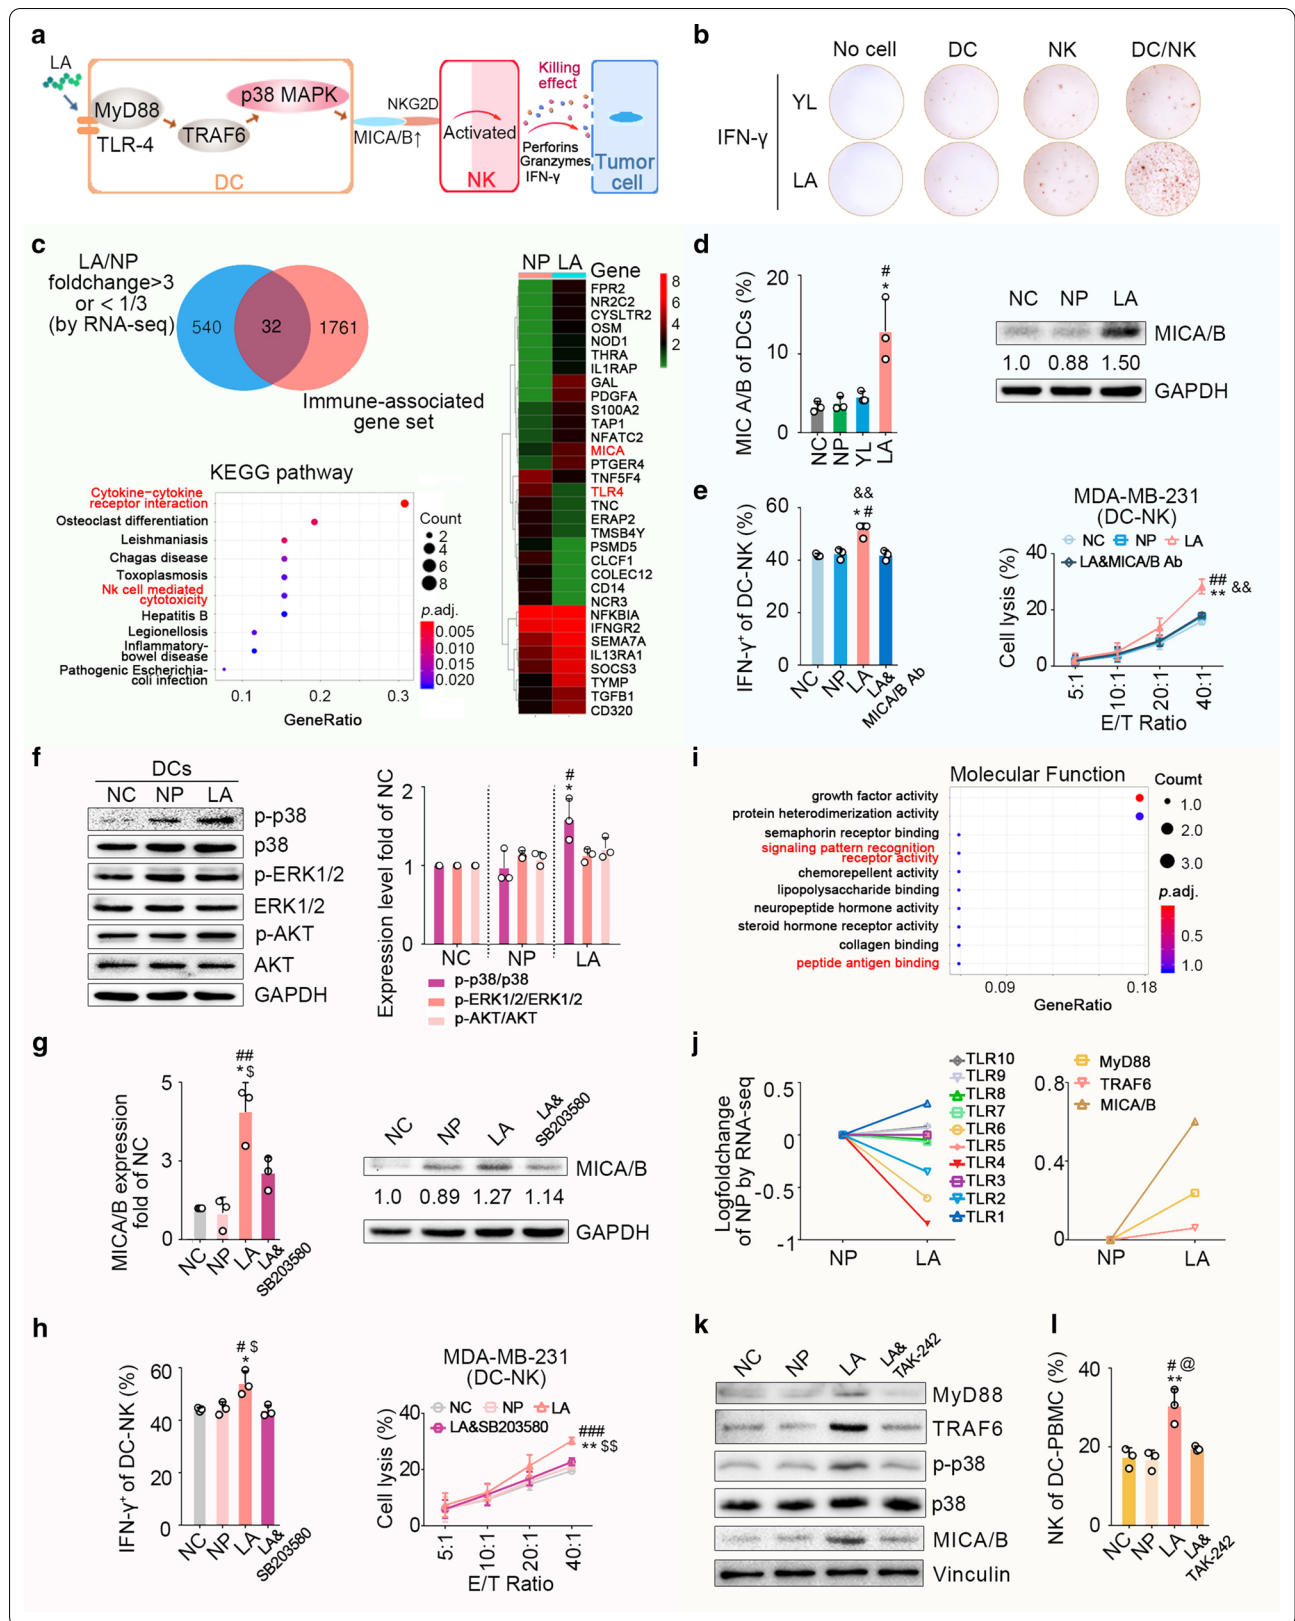 a
LA
MyD88
TLR-4
TRAF6
p38 MAPK
DC
MICA/B↑
NKG2D
Activated
NK
Killing
effect
Perforins
Granzymes
IFN-γ
Tumor
cell
b
No cell DC NK DC/NK
IFN-γ
YL
LA
c
LA/NP
foldchange>3
or < 1/3
(by RNA-seq)
540 32 1761
Immune-associated
gene set
NP LA Gene
FPR2
NR2C2
CYSLTR2
OSM
NOD1
THRA
IL1RAP
GAL
PDGFA
S100A2
TAP1
NFATC2
MICA
PTGER4
TNF5F4
TLR4
TNC
ERAP2
TMSB4Y
PSMD5
CLCF1
COLEC12
CD14
NCR3
NFKBIA
IFNGR2
SEMA7A
IL13RA1
SOCS3
TYMP
TGFB1
CD320
8
6
4
2
KEGG pathway
Cytokine-cytokine
receptor interaction
Osteoclast differentiation
Leishmaniasis
Chagas disease
Toxoplasmosis
Nk cell mediated
cytotoxicity
Hepatitis B
Legionellosis
Inflammatory-
bowel disease
Pathogenic Escherichia-
coli infection
0.1 0.2 0.3
GeneRatio
Count
2
4
6
8
p.adj.
0.005
0.010
0.015
0.020
d
MIC A/B of DCs (%)
20
10
0
#
*
NC NP YL LA
NC NP LA
MICA/B
1.0 0.88 1.50
GAPDH
e
IFN-γ+ of DC-NK (%)
60
40
20
0
&&
* #
NC NP LA LA&
MICA/B Ab
MDA-MB-231
(DC-NK)
NC NP LA
LA&MICA/B Ab
Cell lysis (%)
40
20
0
##
** &&
5:1 10:1 20:1 40:1
E/T Ratio
f
DCs
NC NP LA
p-p38
p38
p-ERK1/2
ERK1/2
p-AKT
AKT
GAPDH
Expression level fold of NC
2
1
0
#
*
NC NP LA
p-p38/p38
p-ERK1/2/ERK1/2
p-AKT/AKT
i
Molecular Function
growth factor activity
protein heterodimerization activity
semaphorin receptor binding
signaling pattern recognition
receptor activity
chemorepellent activity
lipopolysaccharide binding
neuropeptide hormone activity
steroid hormone receptor activity
collagen binding
peptide antigen binding
0.09 0.18
GeneRatio
Coumt
1.0
2.0
3.0
p.adj.
0.5
1.0
g
MICA/B expression
fold of NC
5
3
0
##
* $
NC NP LA LA&
SB203580
NC NP LA LA&
SB203580
MICA/B
1.0 0.89 1.27 1.14
GAPDH
j
Logfoldchange
of NP by RNA-seq
0.5
0
-0.5
-1
NP LA
TLR10
TLR9
TLR8
TLR7
TLR6
TLR5
TLR4
TLR3
TLR2
TLR1
0.8
0.4
0
NP LA
MyD88
TRAF6
MICA/B
h
IFN-γ+ of DC-NK (%)
60
40
20
0
# $
*
NC NP LA LA&
SB203580
MDA-MB-231
(DC-NK)
NC NP LA
LA&SB203580
Cell lysis (%)
40
20
0
###
** $$
5:1 10:1 20:1 40:1
E/T Ratio
k
NC NP LA LA&
TAK-242
MyD88
TRAF6
p-p38
p38
MICA/B
Vinculin
l
NK of DC-PBMC (%)
40
20
0
# @
**
NC NP LA LA&
TAK-242